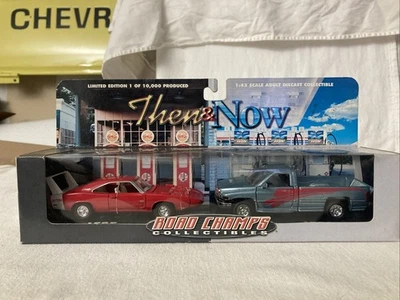 CHEVR
LIMITED EDITION 1 OF 10,000 PRODUCED
1:43 SCALE ADULT DIECAST COLLECTIBLE
Then & Now
ROAD CHAMPS
COLLECTIBLES